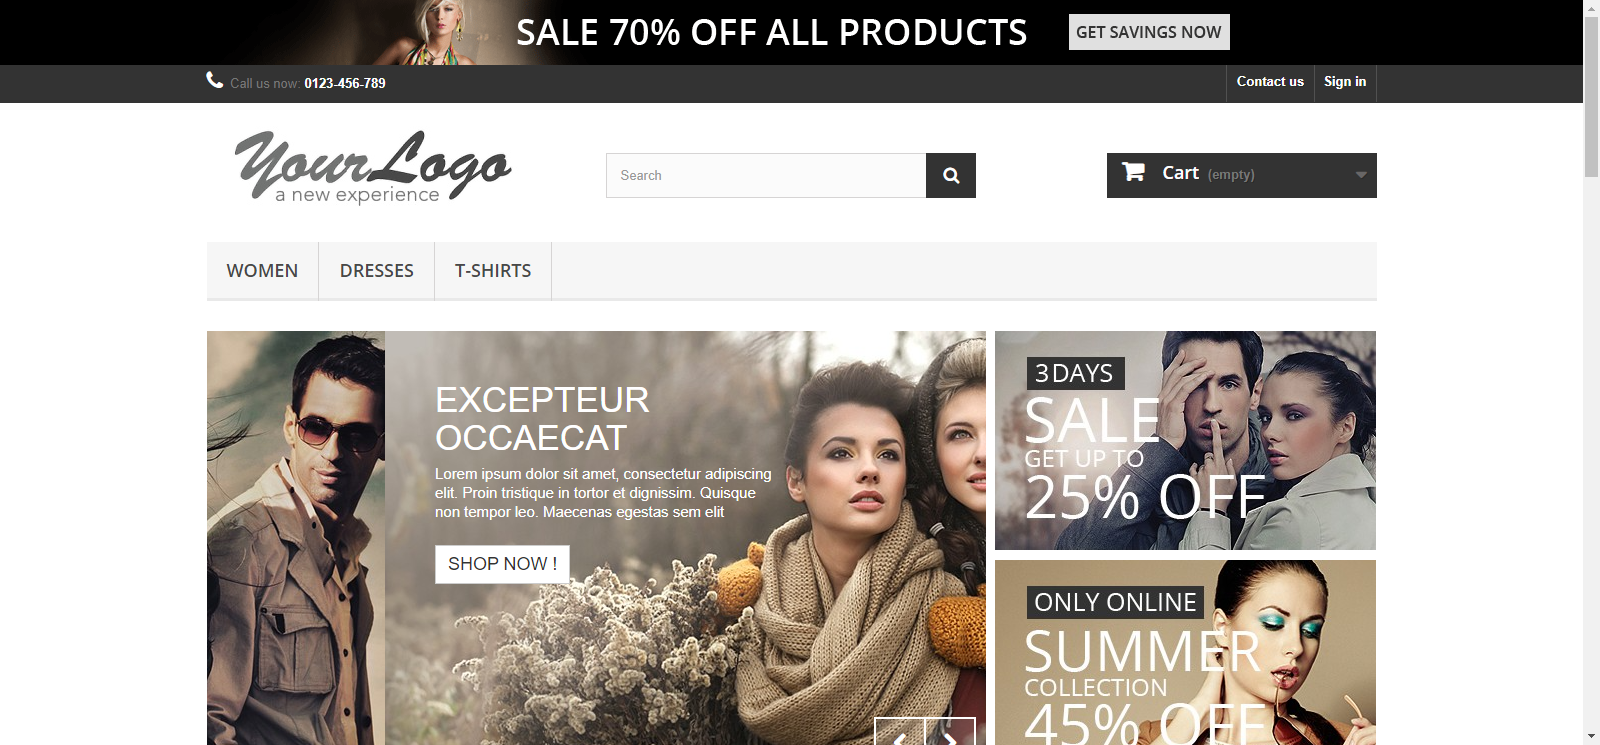 SALE 70% OFF ALL PRODUCTS
GET SAVINGS NOW
Call us now: 0123-456-789
Contact us
Sign in
YourLogo
a new experience
Search
Cart (empty)
WOMEN
DRESSES
T-SHIRTS
EXCEPTEUR
OCCAECAT
Lorem ipsum dolor sit amet, consectetur adipiscing
elit. Proin tristique in tortor et dignissim. Quisque
non tempor leo. Maecenas egestas sem elit
SHOP NOW !
3 DAYS
SALE
GET UP TO
25% OFF
ONLY ONLINE
SUMMER
COLLECTION
45% OFF